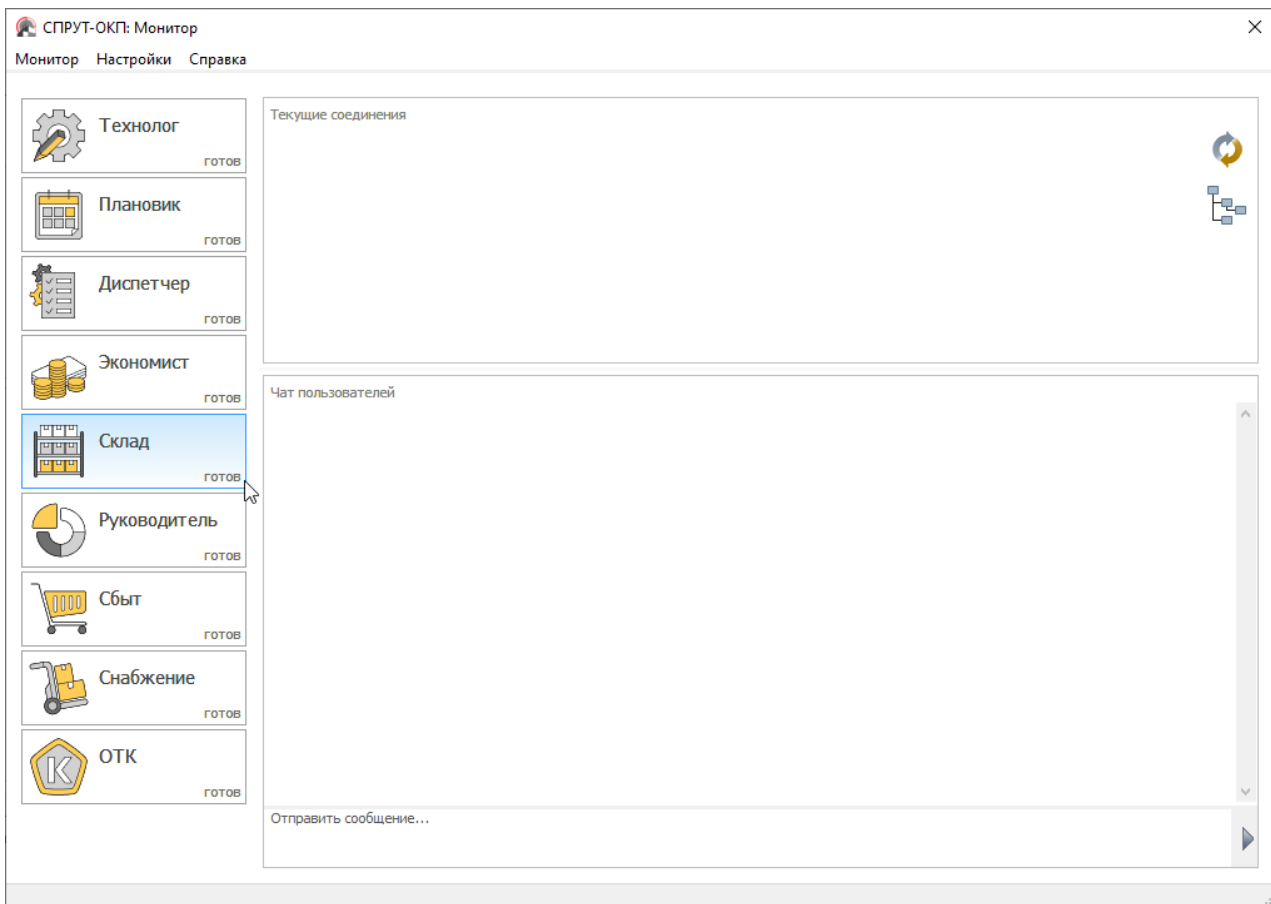 СПРУТ-ОКП: Монитор
Монитор Настройки Справка
Технолог
готов
Плановик
готов
Диспетчер
готов
Экономист
готов
Склад
готов
Руководитель
готов
Сбыт
готов
Снабжение
готов
К
ОТК
готов
Текущие соединения
Чат пользователей
Отправить сообщение...